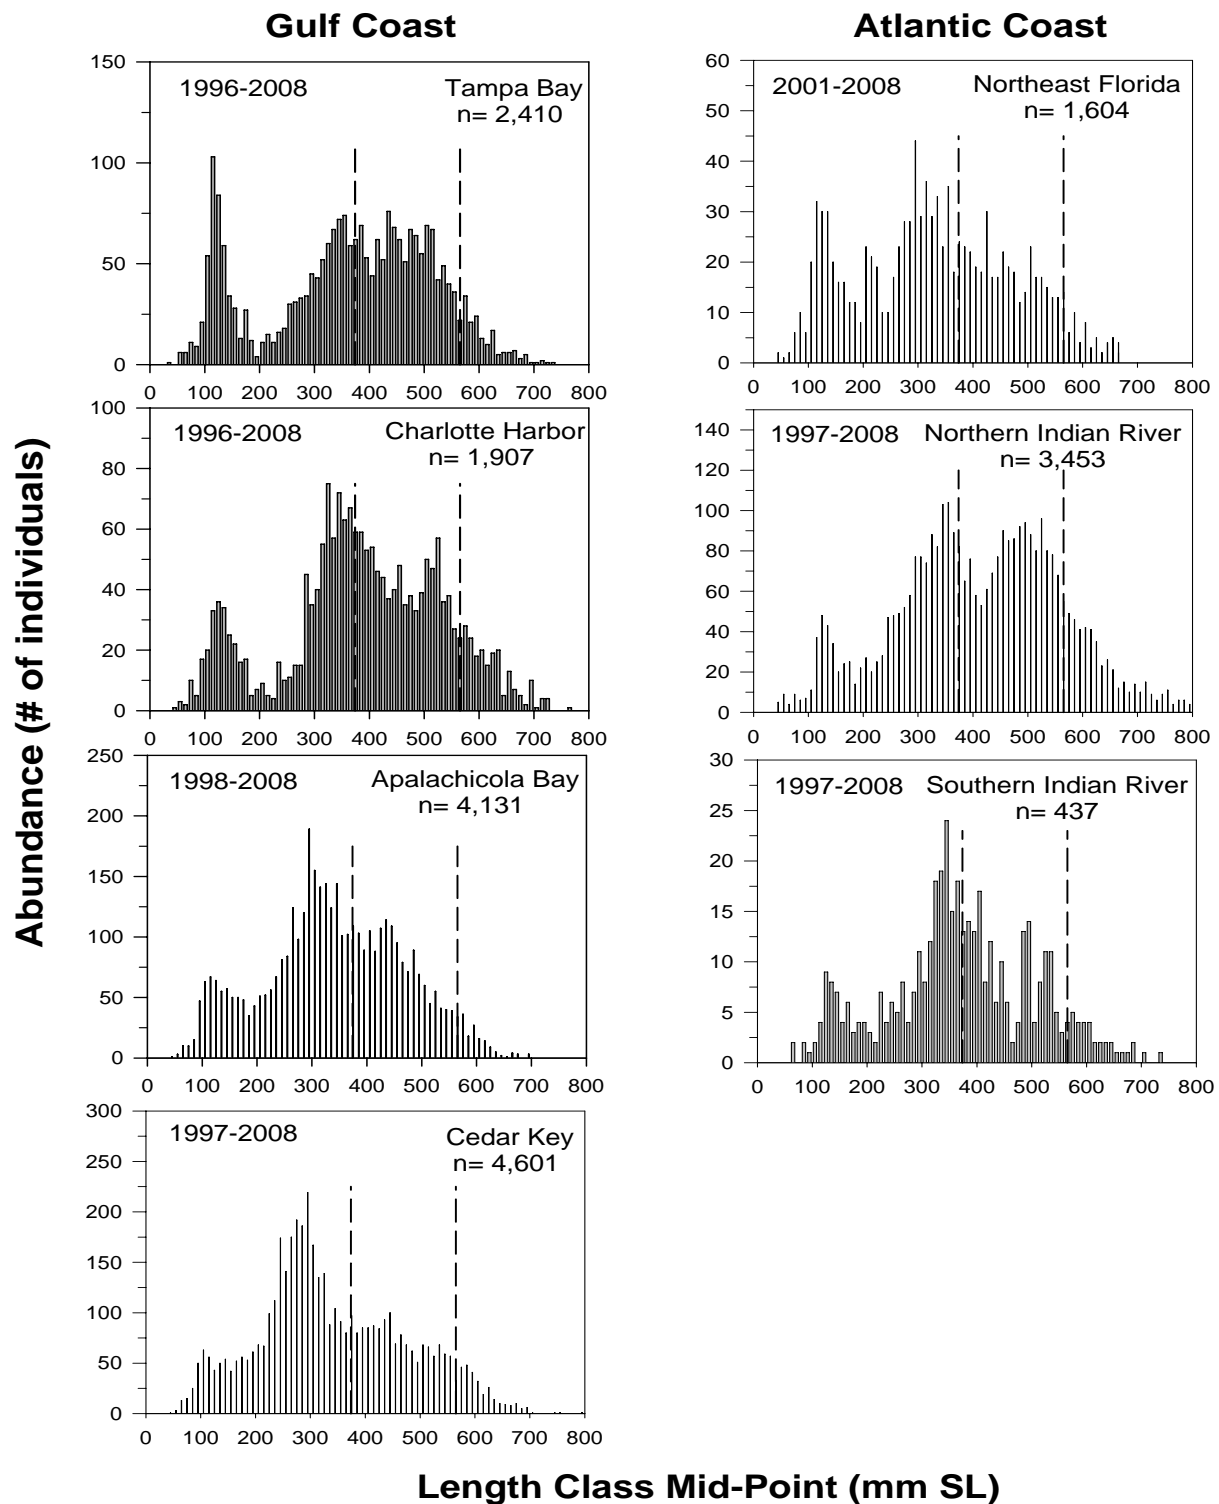 Gulf Coast
Atlantic Coast
Abundance (# of individuals)
1996-2008
Tampa Bay
n= 2,410
150
100
50
0
0 100 200 300 400 500 600 700 800
1996-2008
Charlotte Harbor
n= 1,907
100
80
60
40
20
0
0 100 200 300 400 500 600 700 800
1998-2008
Apalachicola Bay
n= 4,131
250
200
150
100
50
0
0 100 200 300 400 500 600 700 800
1997-2008
Cedar Key
n= 4,601
300
250
200
150
100
50
0
0 100 200 300 400 500 600 700 800
2001-2008
Northeast Florida
n= 1,604
60
50
40
30
20
10
0
0 100 200 300 400 500 600 700 800
1997-2008
Northern Indian River
n= 3,453
140
120
100
80
60
40
20
0
0 100 200 300 400 500 600 700 800
1997-2008
Southern Indian River
n= 437
30
25
20
15
10
5
0
0 100 200 300 400 500 600 700 800
Length Class Mid-Point (mm SL)